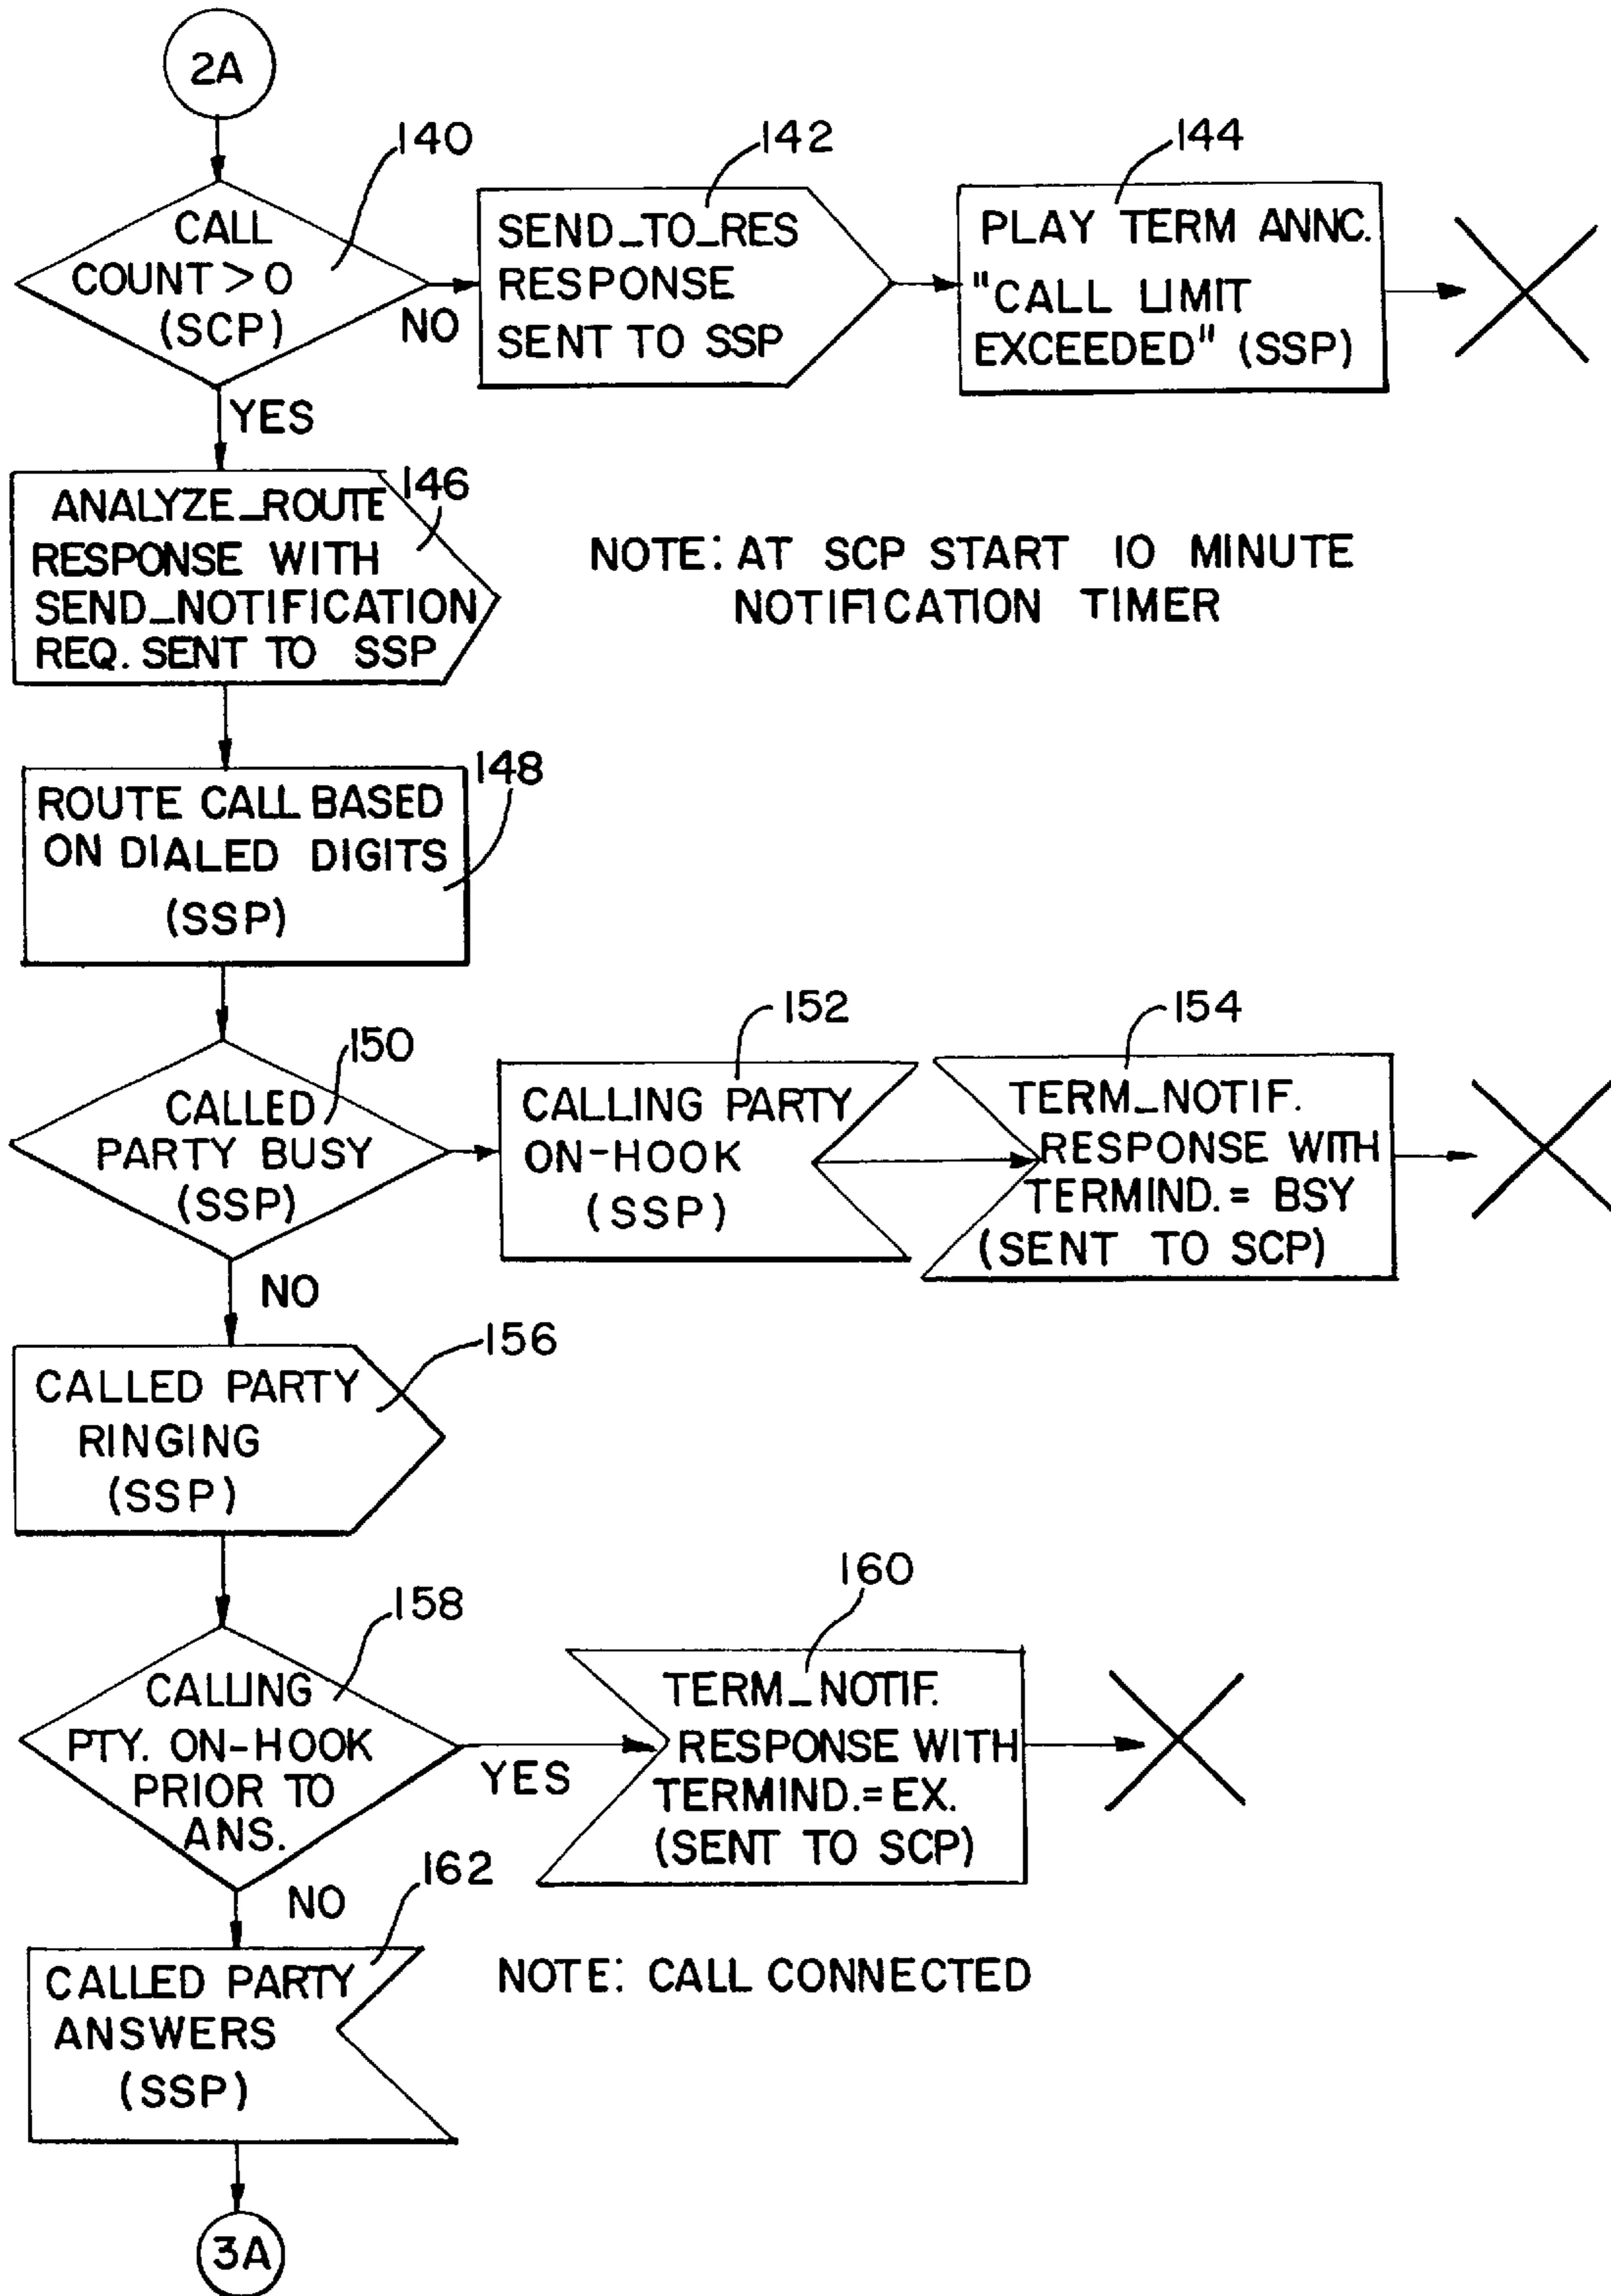 2A
140
CALL
COUNT > 0
(SCP)
NO
YES
142
SEND_TO_RES
RESPONSE
SENT TO SSP
144
PLAY TERM ANNC.
"CALL LIMIT
EXCEEDED" (SSP)
146
ANALYZE_ROUTE
RESPONSE WITH
SEND_NOTIFICATION
REQ. SENT TO SSP
NOTE: AT SCP START 10 MINUTE
NOTIFICATION TIMER
148
ROUTE CALL BASED
ON DIALED DIGITS
(SSP)
150
CALLED
PARTY BUSY
(SSP)
NO
152
CALLING PARTY
ON-HOOK
(SSP)
154
TERM_NOTIF.
RESPONSE WITH
TERMIND. = BSY
(SENT TO SCP)
156
CALLED PARTY
RINGING
(SSP)
158
CALLING
PTY. ON-HOOK
PRIOR TO
ANS.
YES
NO
160
TERM_NOTIF.
RESPONSE WITH
TERMIND.=EX.
(SENT TO SCP)
162
CALLED PARTY
ANSWERS
(SSP)
NOTE: CALL CONNECTED
3A